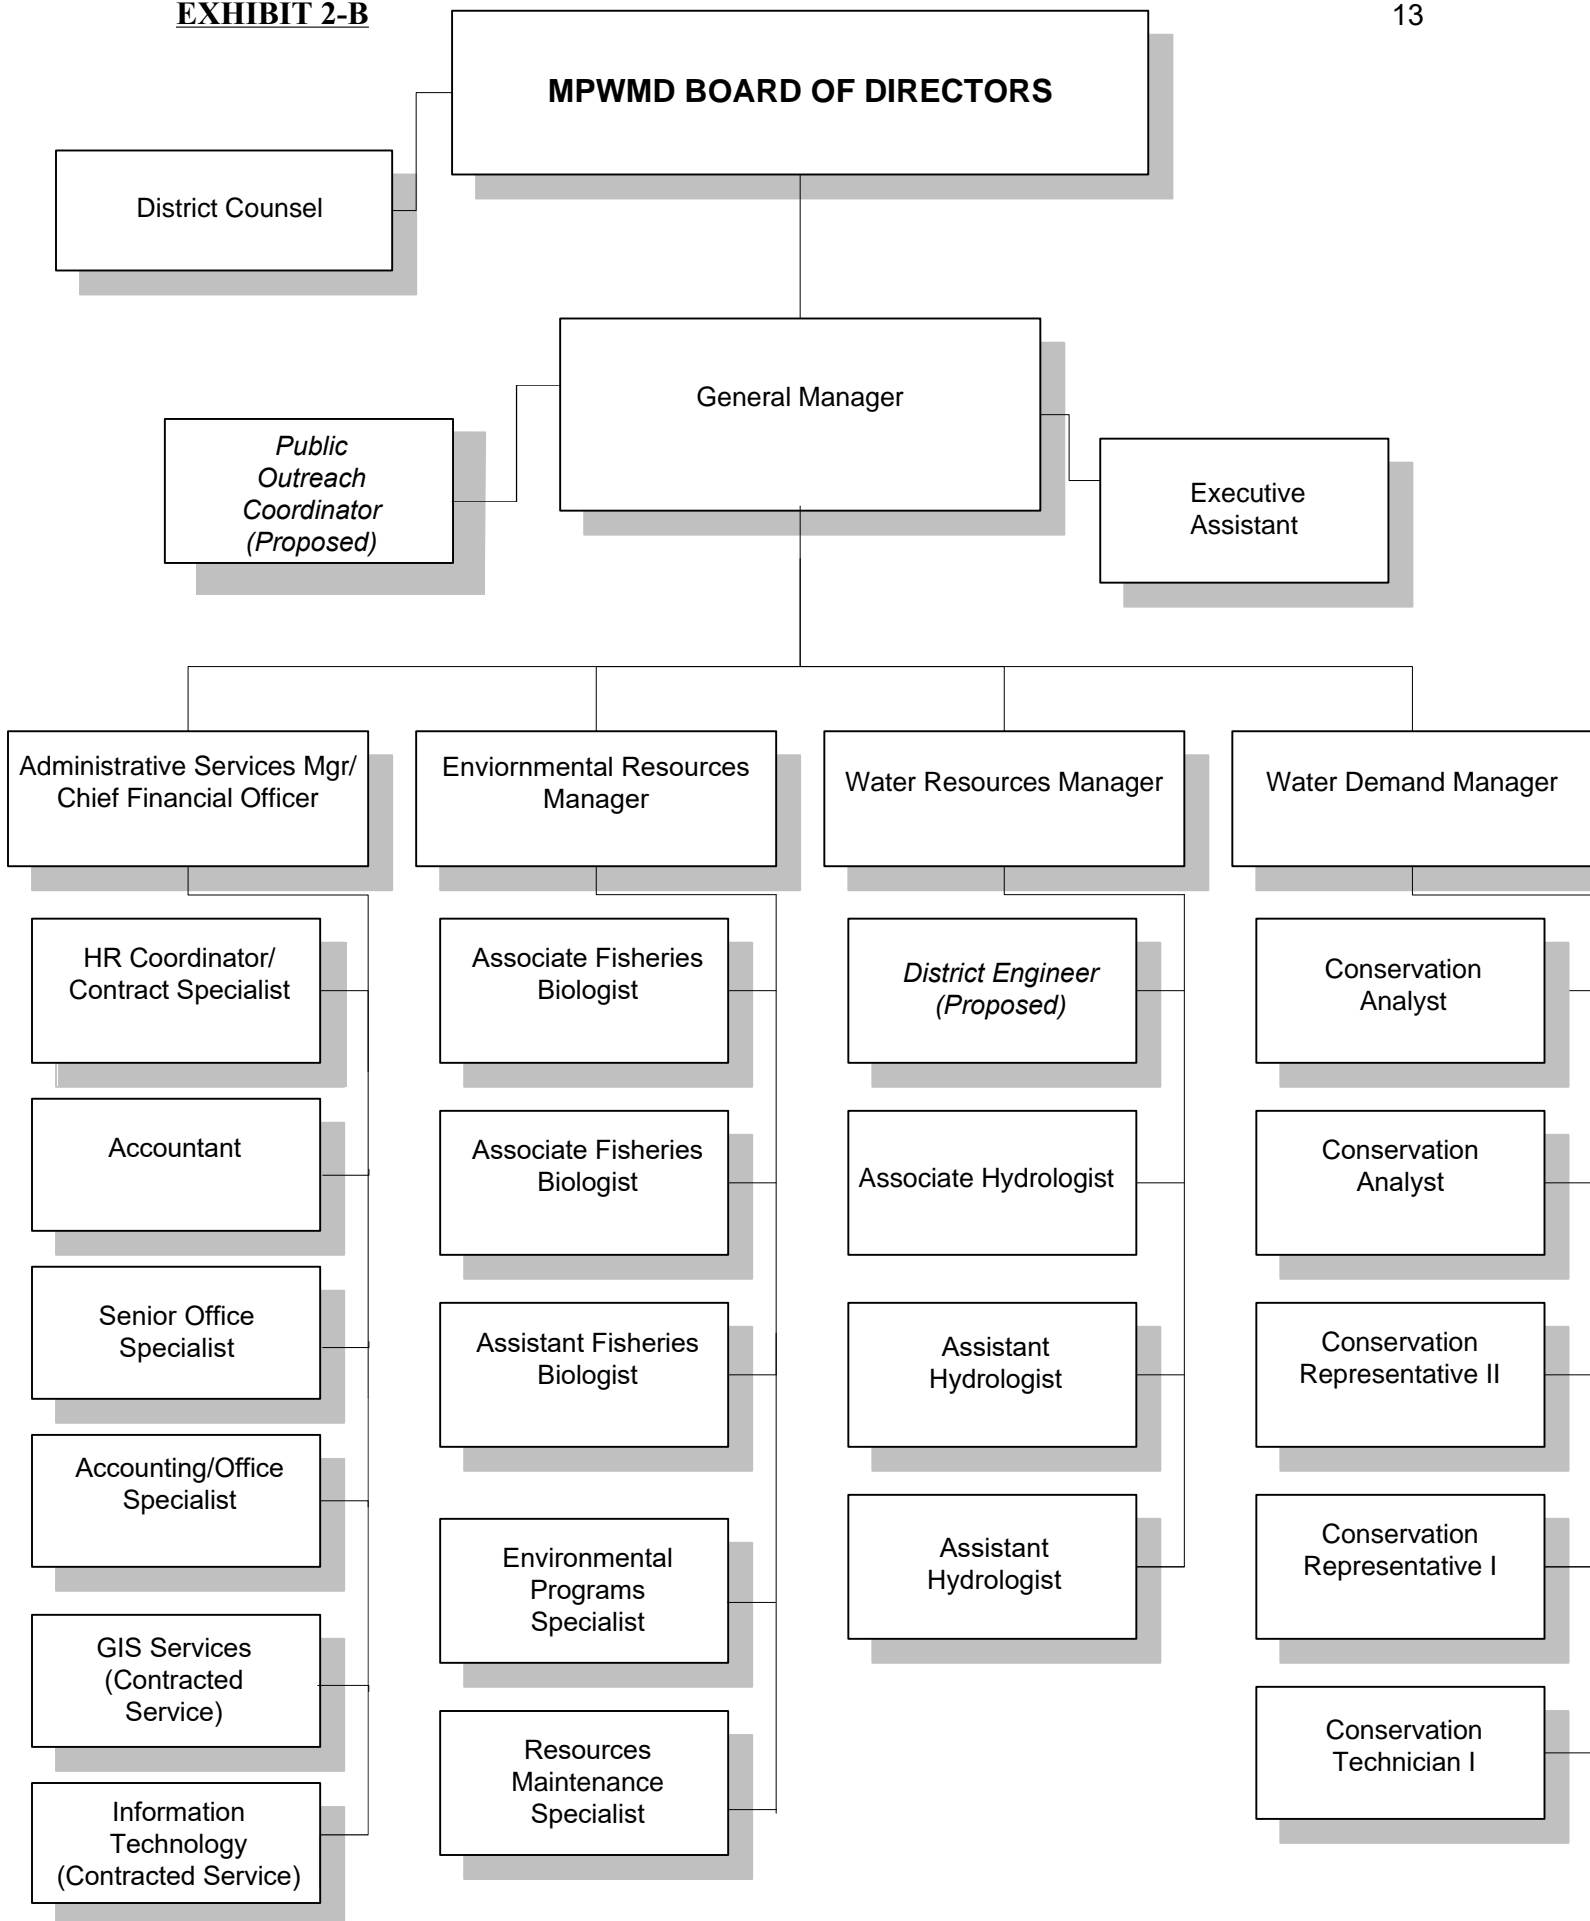 EXHIBIT 2-B
13
MPWMD BOARD OF DIRECTORS
District Counsel
General Manager
Public
Outreach
Coordinator
(Proposed)
Executive
Assistant
Administrative Services Mgr/
Chief Financial Officer
Enviornmental Resources
Manager
Water Resources Manager
Water Demand Manager
HR Coordinator/
Contract Specialist
Accountant
Senior Office
Specialist
Accounting/Office
Specialist
GIS Services
(Contracted
Service)
Information
Technology
(Contracted Service)
Associate Fisheries
Biologist
Associate Fisheries
Biologist
Assistant Fisheries
Biologist
Environmental
Programs
Specialist
Resources
Maintenance
Specialist
District Engineer
(Proposed)
Associate Hydrologist
Assistant
Hydrologist
Assistant
Hydrologist
Conservation
Analyst
Conservation
Analyst
Conservation
Representative II
Conservation
Representative I
Conservation
Technician I